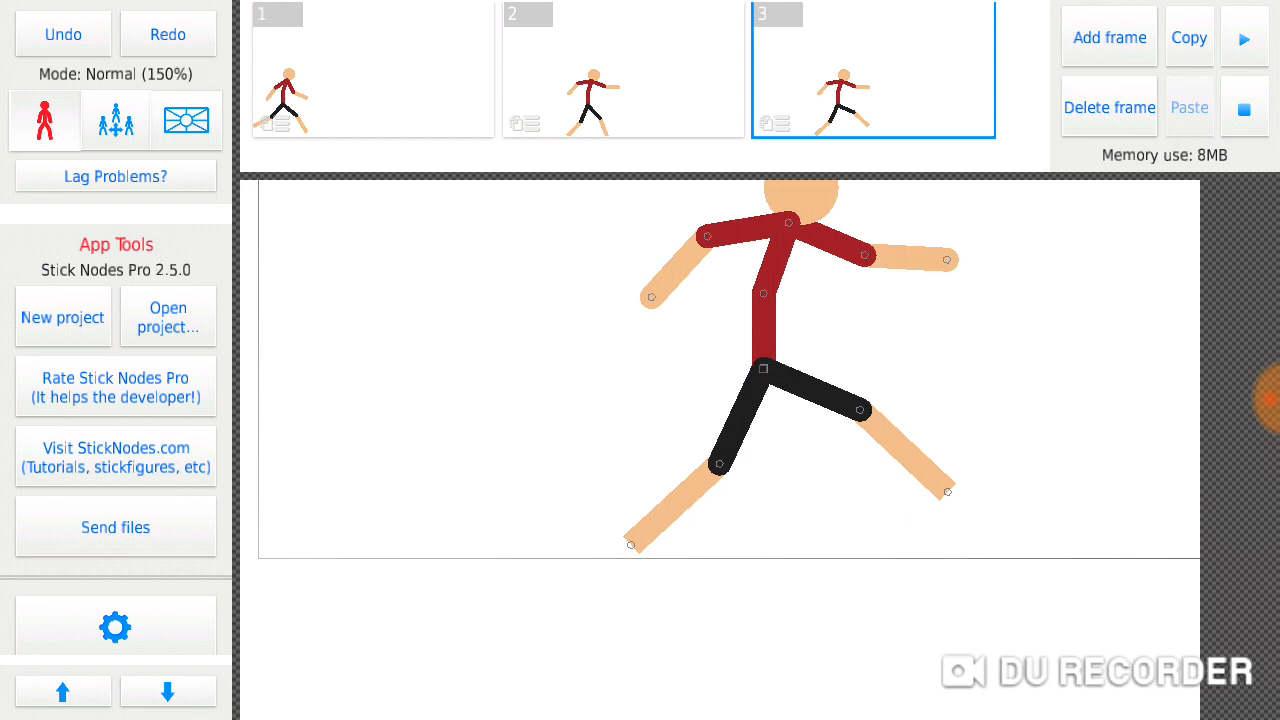 Undo
Redo
Mode: Normal (150%)
Lag Problems?
App Tools
Stick Nodes Pro 2.5.0
New project
Open
project...
Rate Stick Nodes Pro
(It helps the developer!)
Visit StickNodes.com
(Tutorials, stickfigures, etc)
Send files
1
2
3
Add frame
Copy
Delete frame
Paste
Memory use: 8MB
DU RECORDER